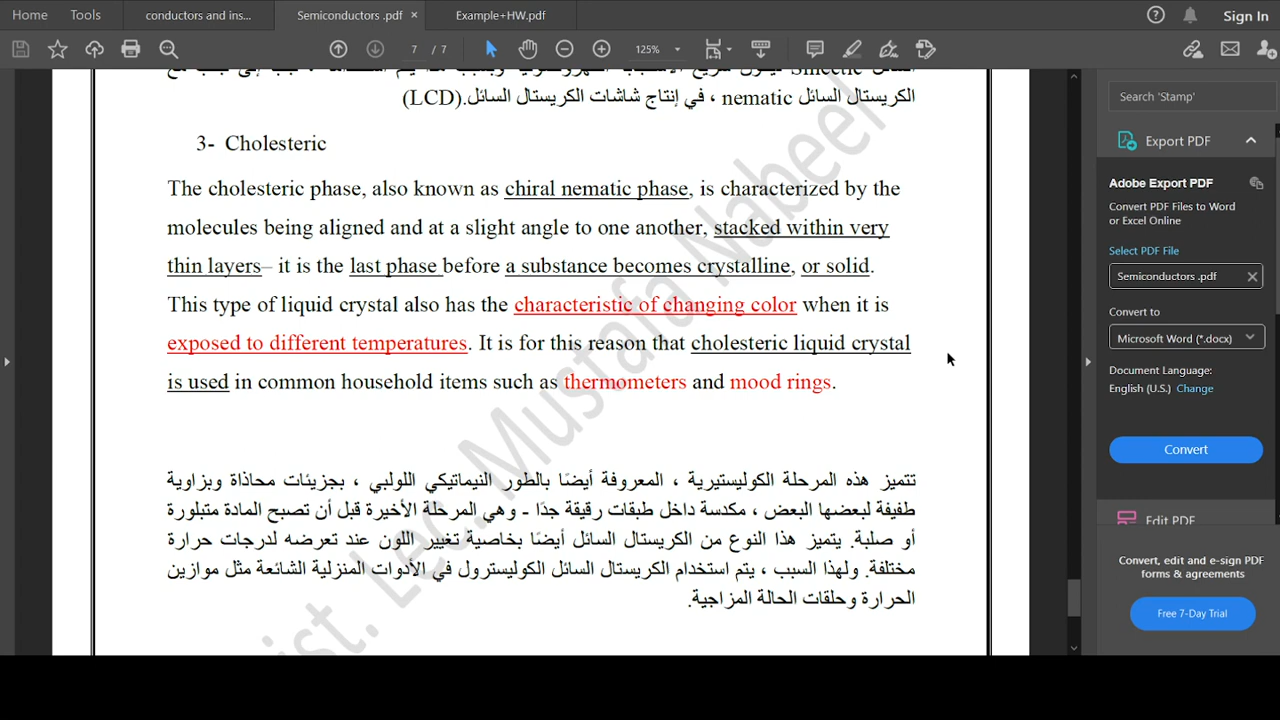 Home
Tools
conductors and ins...
Semiconductors .pdf
Example+HW.pdf
Sign In
7 / 7
125%
الكريستال السائل nematic ، في إنتاج شاشات الكريستال السائل.(LCD)
3- Cholesteric
The cholesteric phase, also known as chiral nematic phase, is characterized by the
molecules being aligned and at a slight angle to one another, stacked within very
thin layers– it is the last phase before a substance becomes crystalline, or solid.
This type of liquid crystal also has the characteristic of changing color when it is
exposed to different temperatures. It is for this reason that cholesteric liquid crystal
is used in common household items such as thermometers and mood rings.
تتميز هذه المرحلة الكوليستيرية ، المعروفة أيضًا بالطور النيماتيكي اللولبي ، بجزيئات محاذاة وبزاوية
طفيفة لبعضها البعض ، مكدسة داخل طبقات رقيقة جدًا - وهي المرحلة الأخيرة قبل أن تصبح المادة متبلورة
أو صلبة. يتميز هذا النوع من الكريستال السائل أيضًا بخاصية تغيير اللون عند تعرضه لدرجات حرارة
مختلفة. ولهذا السبب ، يتم استخدام الكريستال السائل الكوليسترول في الأدوات المنزلية الشائعة مثل موازين
الحرارة وحلقات الحالة المزاجية.
ist. Lec. Mustafa Nabeel
Search 'Stamp'
Export PDF
Adobe Export PDF
Convert PDF Files to Word
or Excel Online
Select PDF File
Semiconductors .pdf
Convert to
Microsoft Word (*.docx)
Document Language:
English (U.S.) Change
Convert
Edit PDF
Convert, edit and e-sign PDF
forms & agreements
Free 7-Day Trial